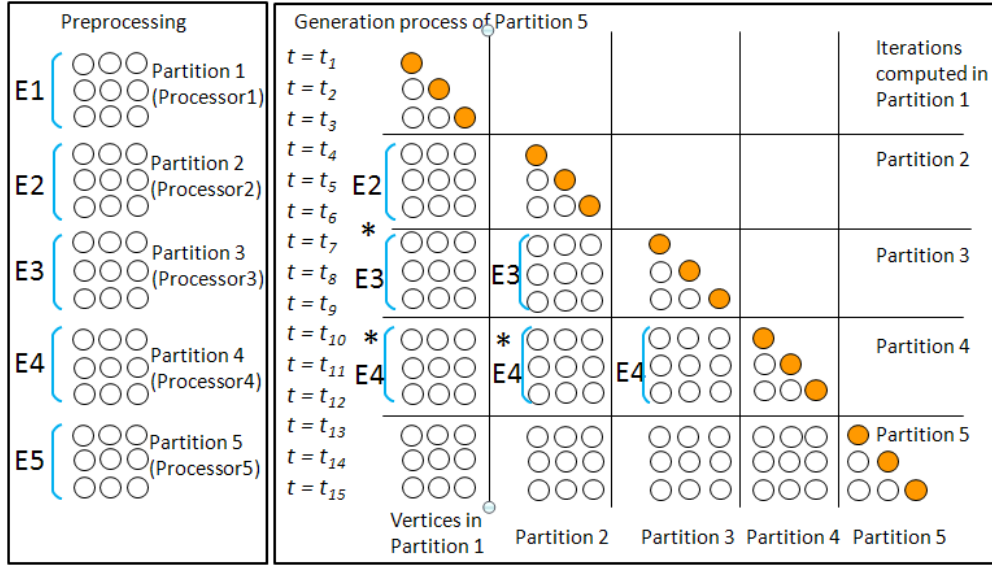 Preprocessing
E1
Partition 1
(Processor1)
E2
Partition 2
(Processor2)
E3
Partition 3
(Processor3)
E4
Partition 4
(Processor4)
E5
Partition 5
(Processor5)
Generation process of Partition 5
t = t1
t = t2
t = t3
Iterations
computed in
Partition 1
t = t4
t = t5
t = t6
E2
Partition 2
*
t = t7
t = t8
t = t9
E3
E3
Partition 3
t = t10
t = t11
t = t12
* *
E4
E4
E4
Partition 4
t = t13
t = t14
t = t15
Partition 5
Vertices in
Partition 1
Partition 2
Partition 3
Partition 4
Partition 5